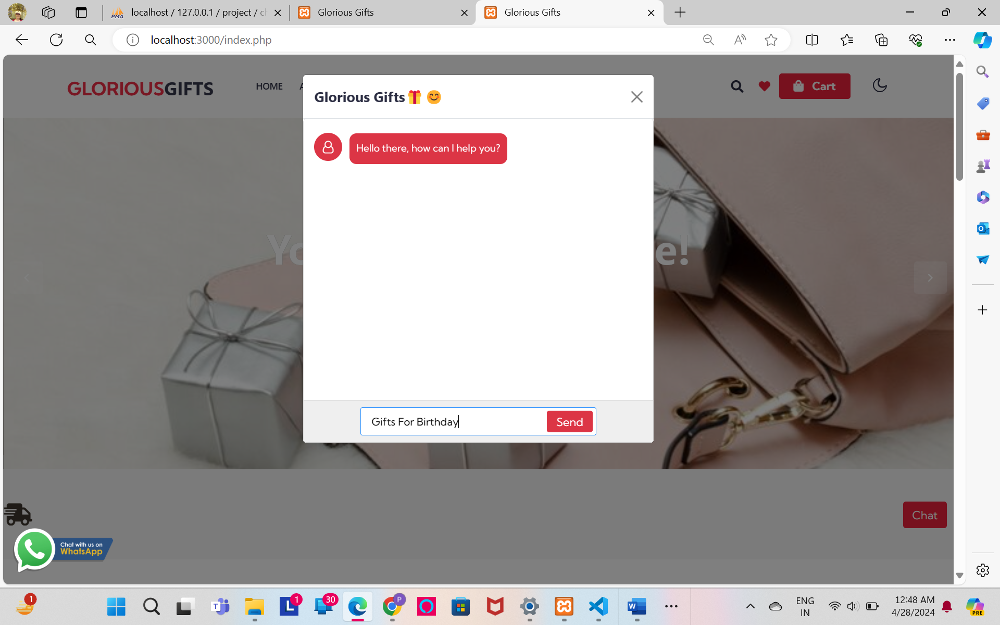 localhost / 127.0.0.1 / project / c
Glorious Gifts
Glorious Gifts
localhost:3000/index.php
GLORIOUSGIFTS
HOME
A
Cart
Glorious Gifts🎁 😊
Hello there, how can I help you?
Yo
e!
Gifts For Birthday
Send
Chat
Chat with us on
WhatsApp
1
1
30
P
ENG
IN
12:48 AM
4/28/2024
PRE